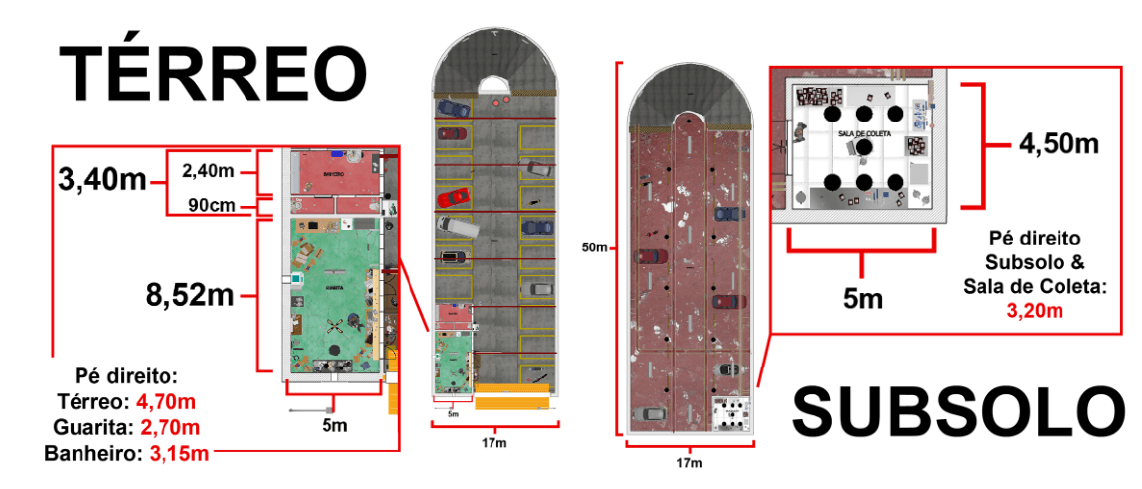 TÉRREO
3,40m
2,40m
90cm
BANHEIRO
8,52m
GUARITA
5m
Pé direito:
Térreo: 4,70m
Guarita: 2,70m
Banheiro: 3,15m
5m
17m
50m
17m
SALA DE COLETA
4,50m
5m
Pé direito
Subsolo &
Sala de Coleta:
3,20m
SUBSOLO